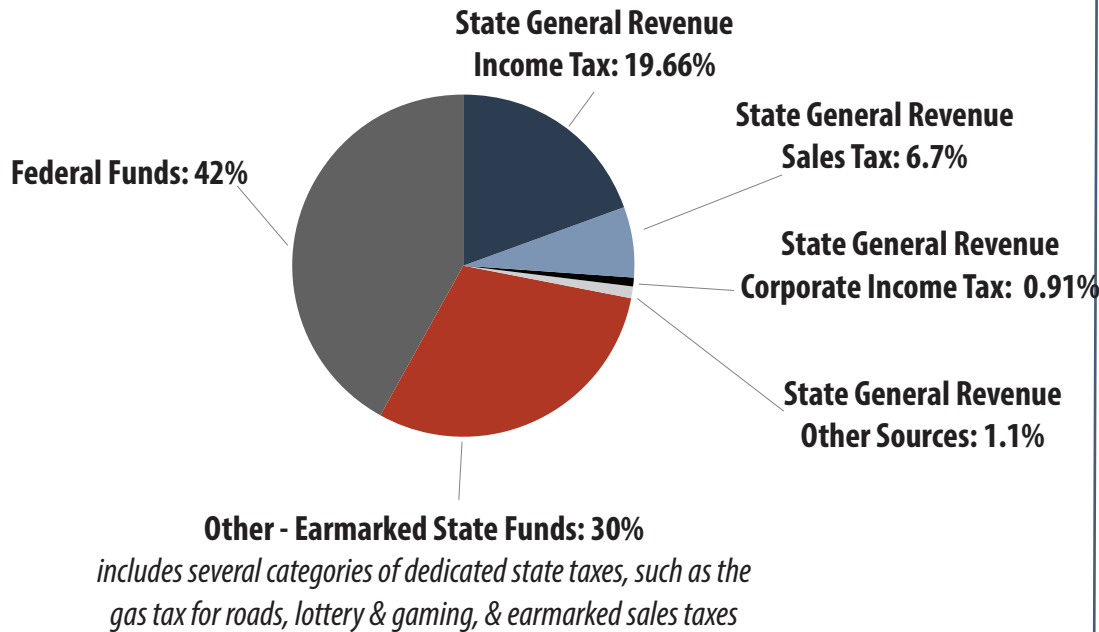 State General Revenue
Income Tax: 19.66%
State General Revenue
Sales Tax: 6.7%
Federal Funds: 42%
State General Revenue
Corporate Income Tax:  0.91%
State General Revenue
Other Sources: 1.1%
Other - Earmarked State Funds: 30%
includes several categories of dedicated state taxes, such as the
gas tax for roads, lottery & gaming, & earmarked sales taxes